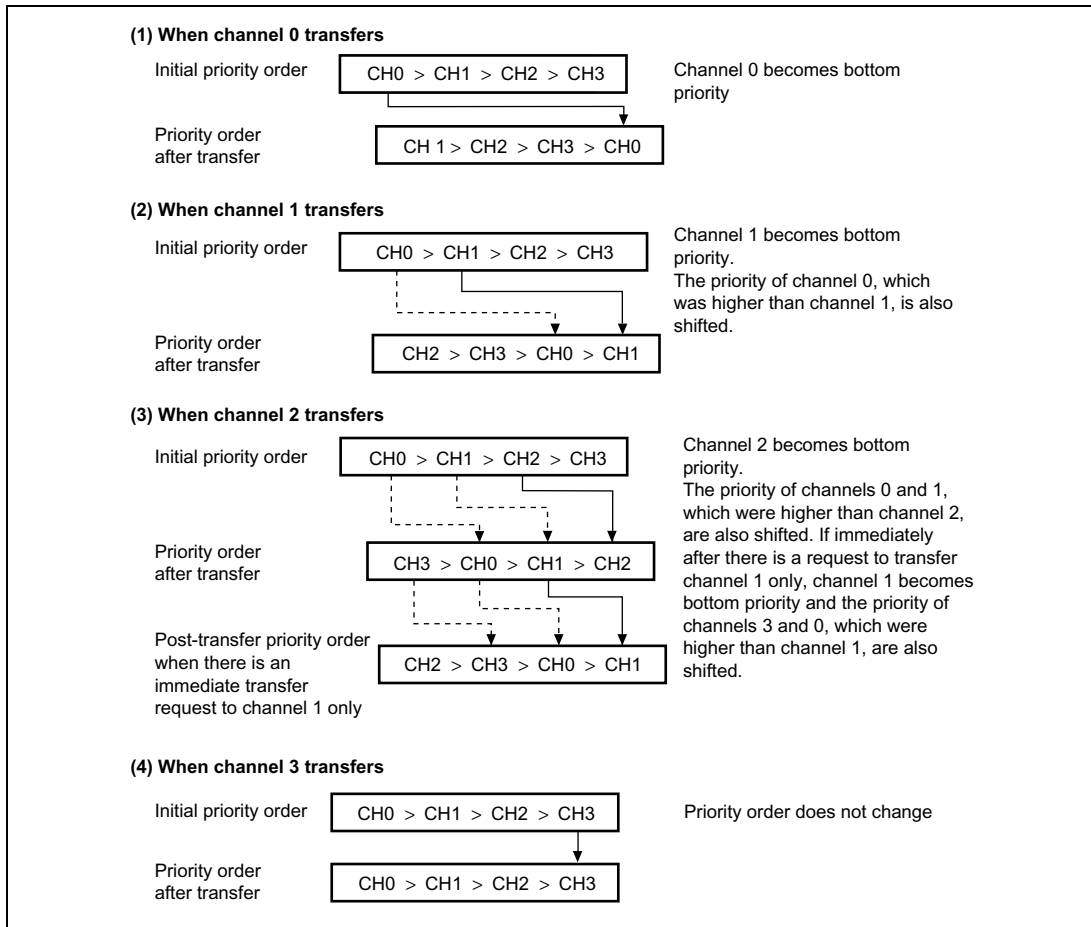 (1) When channel 0 transfers
Initial priority order
CH0 > CH1 > CH2 > CH3
Channel 0 becomes bottom
priority
Priority order
after transfer
CH 1 > CH2 > CH3 > CH0
(2) When channel 1 transfers
Initial priority order
CH0 > CH1 > CH2 > CH3
Channel 1 becomes bottom
priority.
The priority of channel 0, which
was higher than channel 1, is also
shifted.
Priority order
after transfer
CH2 > CH3 > CH0 > CH1
(3) When channel 2 transfers
Initial priority order
CH0 > CH1 > CH2 > CH3
Channel 2 becomes bottom
priority.
The priority of channels 0 and 1,
which were higher than channel 2,
are also shifted. If immediately
after there is a request to transfer
channel 1 only, channel 1 becomes
bottom priority and the priority of
channels 3 and 0, which were
higher than channel 1, are also
shifted.
Priority order
after transfer
CH3 > CH0 > CH1 > CH2
Post-transfer priority order
when there is an
immediate transfer
request to channel 1 only
CH2 > CH3 > CH0 > CH1
(4) When channel 3 transfers
Initial priority order
CH0 > CH1 > CH2 > CH3
Priority order does not change
Priority order
after transfer
CH0 > CH1 > CH2 > CH3